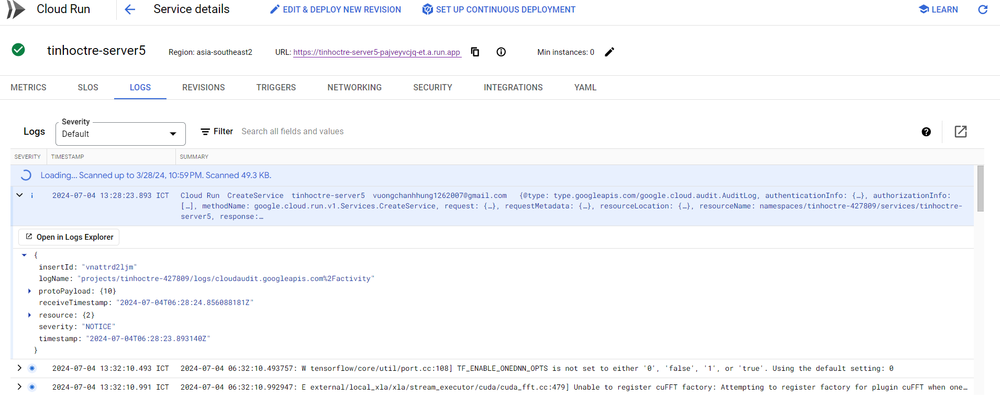 Cloud Run
Service details
EDIT & DEPLOY NEW REVISION
SET UP CONTINUOUS DEPLOYMENT
LEARN
tinhoctre-server5
Region: asia-southeast2
URL: https://tinhoctre-server5-pajveyvcjq-et.a.run.app
Min instances: 0
METRICS
SLOS
LOGS
REVISIONS
TRIGGERS
NETWORKING
SECURITY
INTEGRATIONS
YAML
Logs
Severity
Default
Filter
Search all fields and values
SEVERITY
TIMESTAMP
SUMMARY
Loading... Scanned up to 3/28/24, 10:59 PM. Scanned 49.3 KB.
2024-07-04 13:28:23.893 ICT
Cloud Run CreateService tinhoctre-server5 vuongchanhhung1262007@gmail.com {@type: type.googleapis.com/google.cloud.audit.AuditLog, authenticationInfo: {…}, authorizationInfo:
[…], methodName: google.cloud.run.v1.Services.CreateService, request: {…}, requestMetadata: {…}, resourceLocation: {…}, resourceName: namespaces/tinhoctre-427809/services/tinhoctre-
server5, response:…
Open in Logs Explorer
{
insertId: "vnattrd2ljm"
logName: "projects/tinhoctre-427809/logs/cloudaudit.googleapis.com%2Factivity"
protoPayload: {10}
receiveTimestamp: "2024-07-04T06:28:24.856088181Z"
resource: {2}
severity: "NOTICE"
timestamp: "2024-07-04T06:28:23.893140Z"
}
2024-07-04 13:32:10.493 ICT 2024-07-04 06:32:10.493757: W tensorflow/core/util/port.cc:108] TF_ENABLE_ONEDNN_OPTS is not set to either '0', 'false', '1', or 'true'. Using the default setting: 0
2024-07-04 13:32:10.991 ICT 2024-07-04 06:32:10.992947: E external/local_xla/xla/stream_executor/cuda/cuda_fft.cc:479] Unable to register cuFFT factory: Attempting to register factory for plugin cuFFT when one…